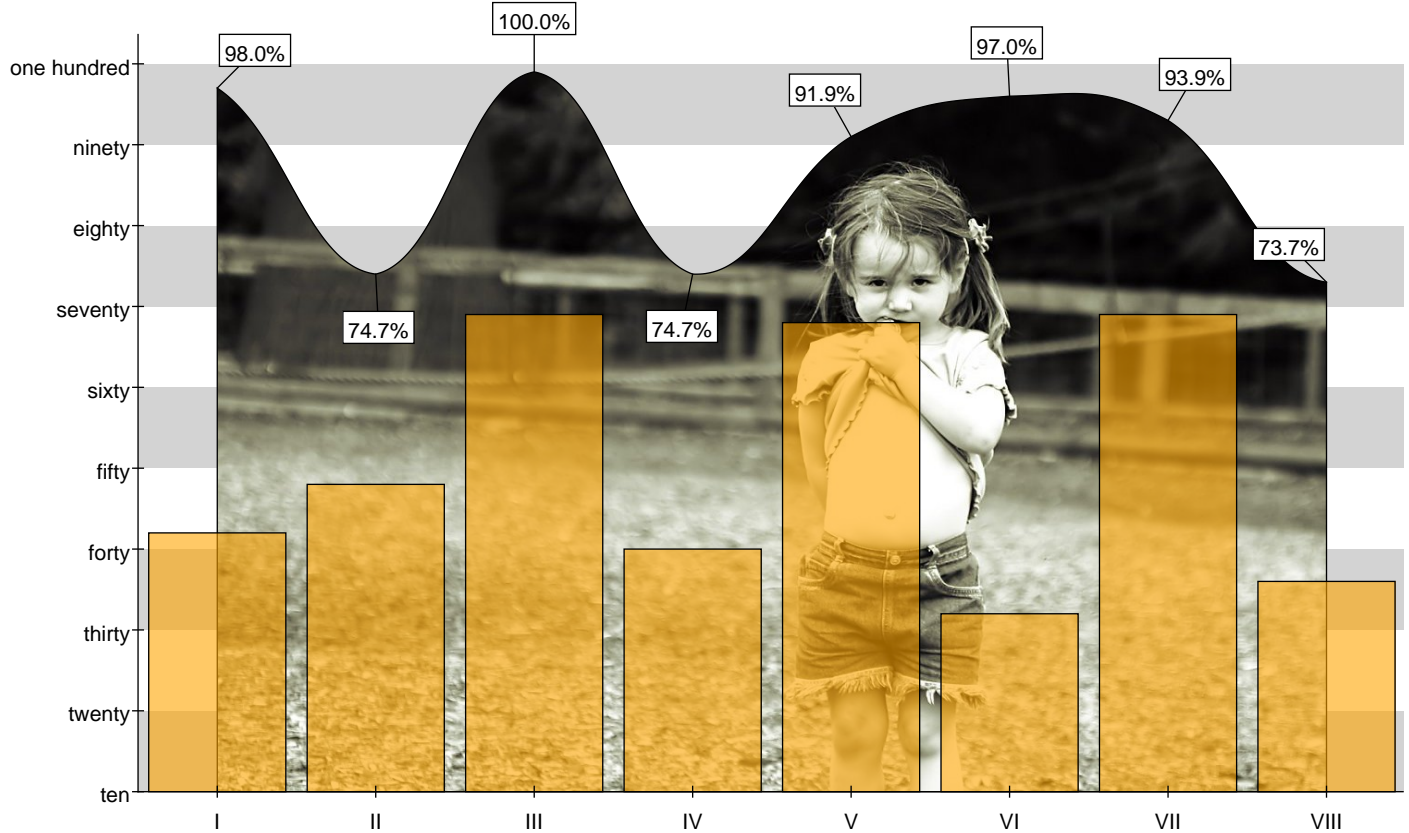 100.0%
98.0%
97.0%
93.9%
91.9%
74.7%
74.7%
73.7%
one hundred
ninety
eighty
seventy
sixty
fifty
forty
thirty
twenty
ten
I
II
III
IV
V
VI
VII
VIII